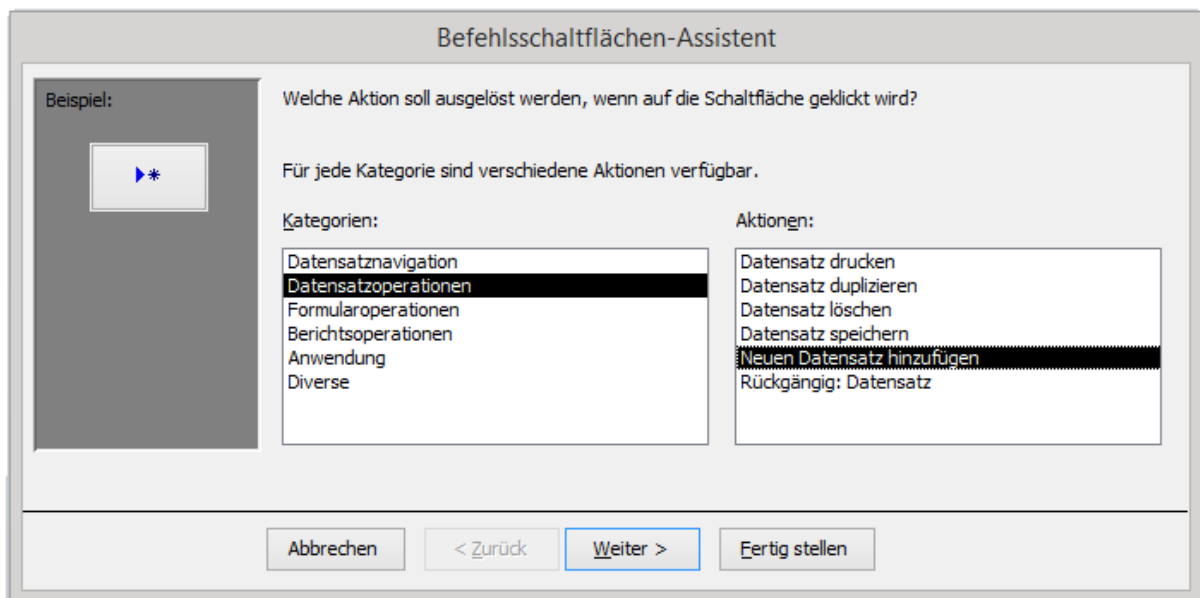 Befehlsschaltflächen-Assistent
Beispiel:
Welche Aktion soll ausgelöst werden, wenn auf die Schaltfläche geklickt wird?
Für jede Kategorie sind verschiedene Aktionen verfügbar.
Kategorien:
Datensatznavigation
Datensatzoperationen
Formularoperationen
Berichtsoperationen
Anwendung
Diverse
Aktionen:
Datensatz drucken
Datensatz duplizieren
Datensatz löschen
Datensatz speichern
Neuen Datensatz hinzufügen
Rückgängig: Datensatz
Abbrechen
< Zurück
Weiter >
Fertig stellen